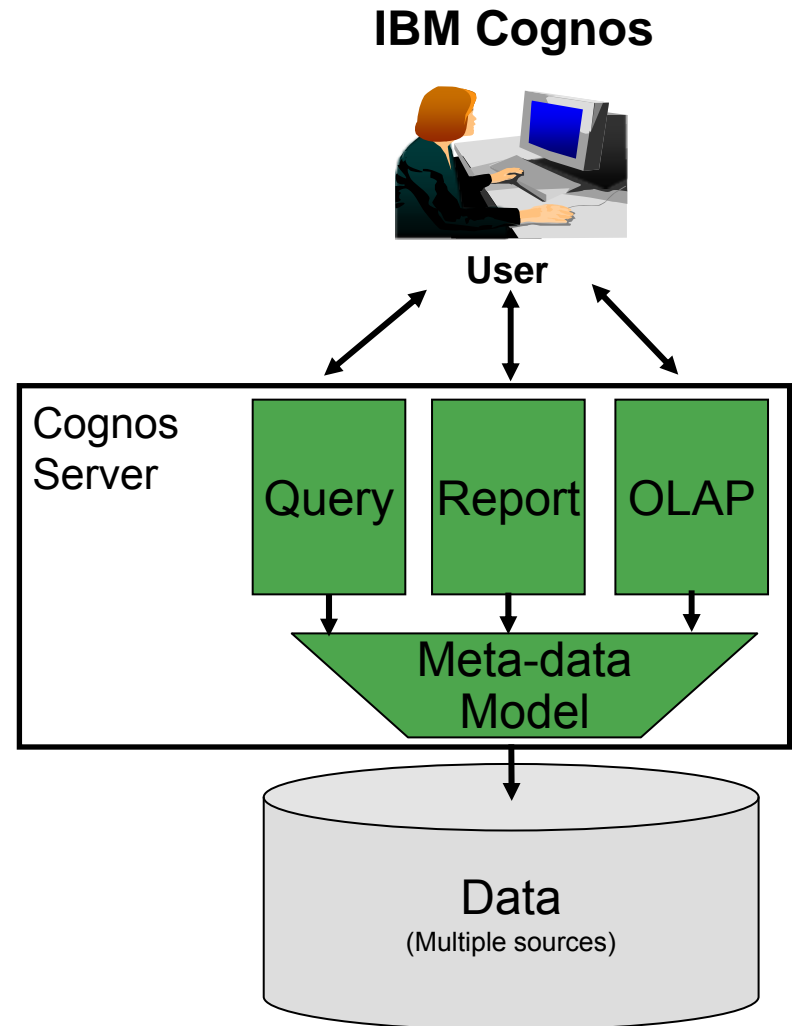 IBM Cognos
User
Cognos
Server
Query
Report
OLAP
Meta-data
Model
Data
(Multiple sources)